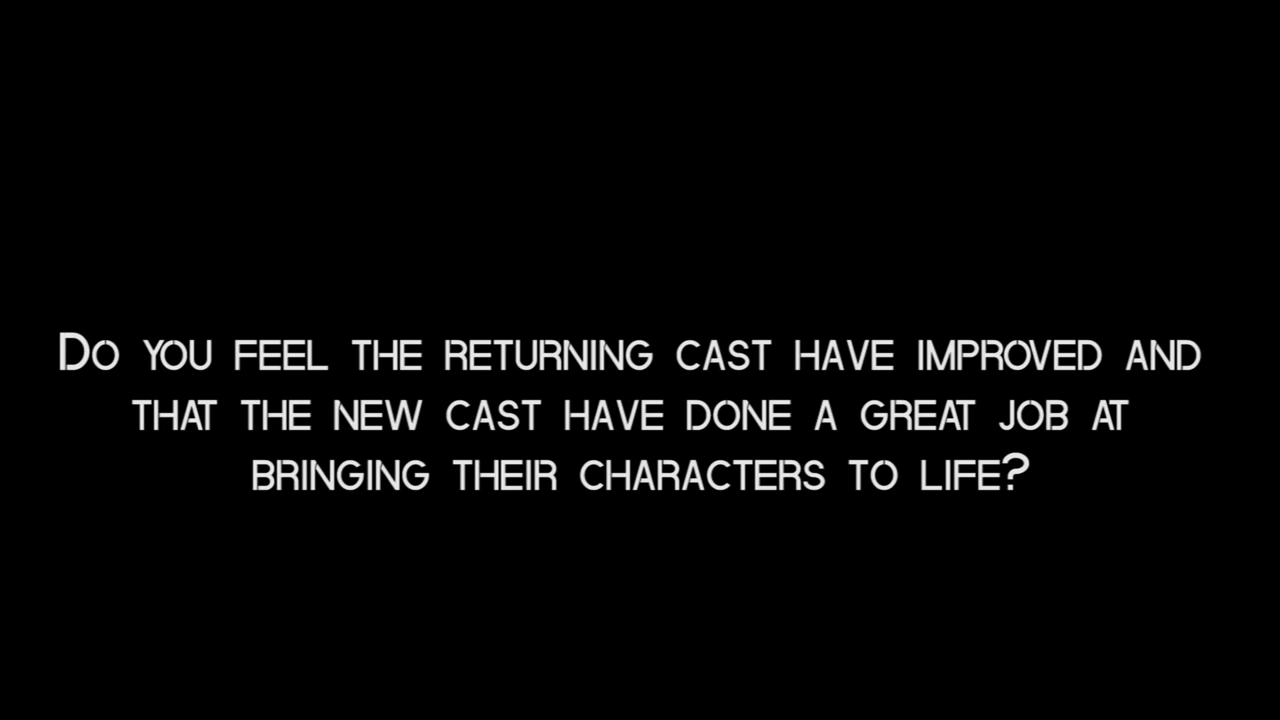 Do you feel the returning cast have improved and
that the new cast have done a great job at
bringing their characters to life?